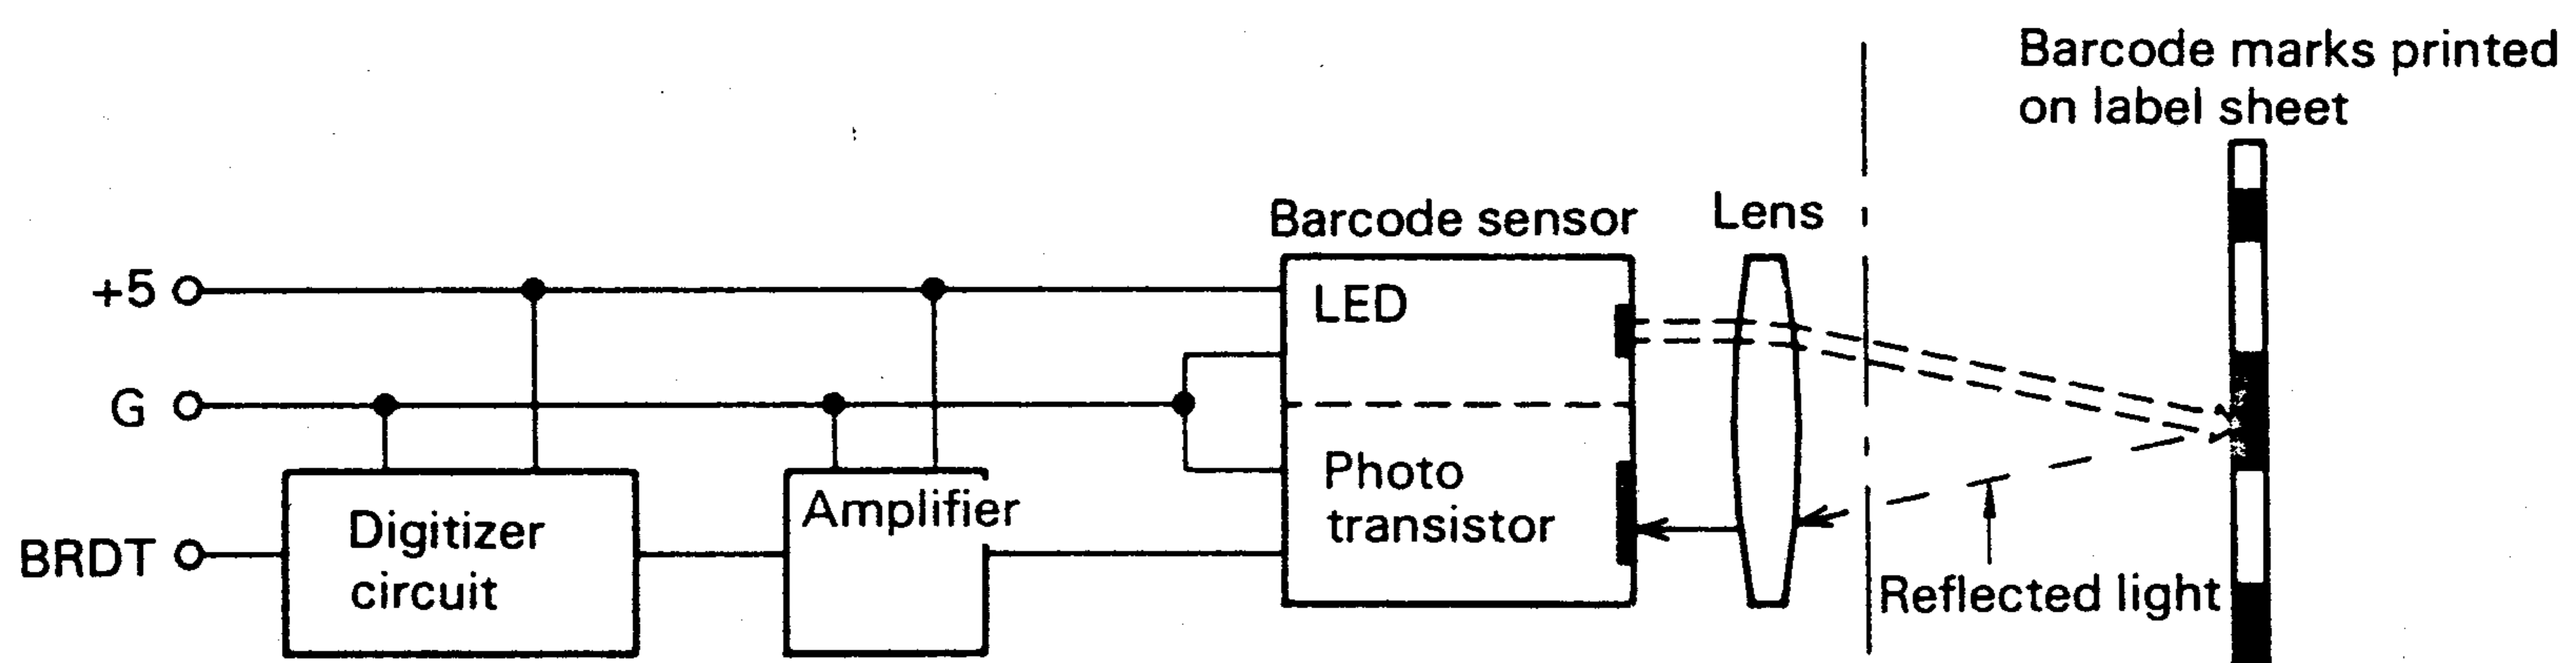 Barcode marks printed
on label sheet
Barcode sensor
Lens
+5
LED
G
Photo
transistor
Amplifier
Digitizer
circuit
BRDT
Reflected light